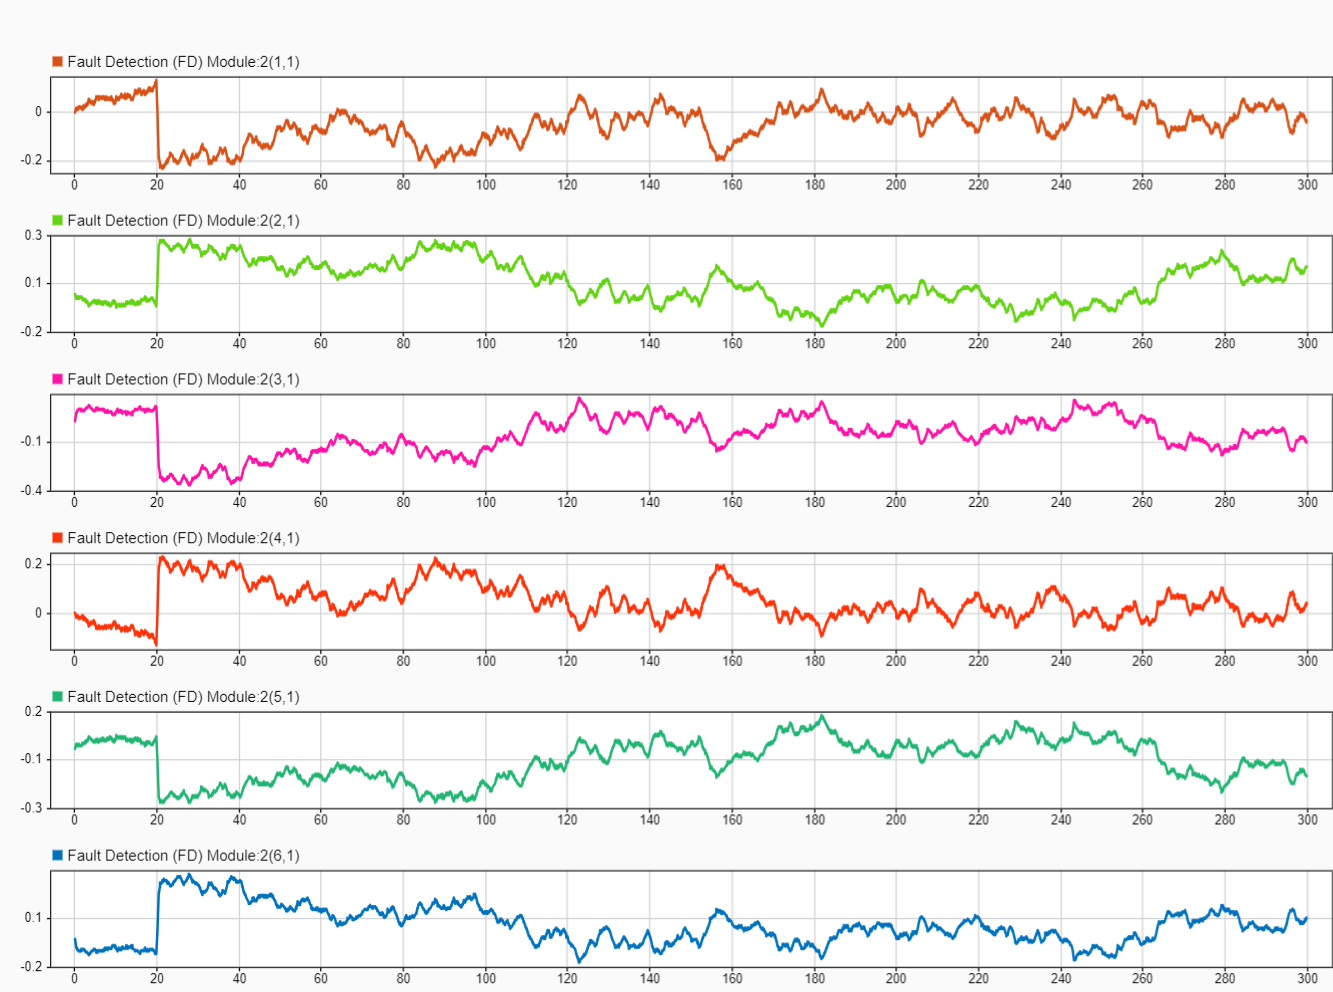 Fault Detection (FD) Module:2(1,1)
0
-0.2
0 20 40 60 80 100 120 140 160 180 200 220 240 260 280 300
Fault Detection (FD) Module:2(2,1)
0.3
0.1
-0.2
0 20 40 60 80 100 120 140 160 180 200 220 240 260 280 300
Fault Detection (FD) Module:2(3,1)
-0.1
-0.4
0 20 40 60 80 100 120 140 160 180 200 220 240 260 280 300
Fault Detection (FD) Module:2(4,1)
0.2
0
0 20 40 60 80 100 120 140 160 180 200 220 240 260 280 300
Fault Detection (FD) Module:2(5,1)
0.2
-0.1
-0.3
0 20 40 60 80 100 120 140 160 180 200 220 240 260 280 300
Fault Detection (FD) Module:2(6,1)
0.1
-0.2
0 20 40 60 80 100 120 140 160 180 200 220 240 260 280 300